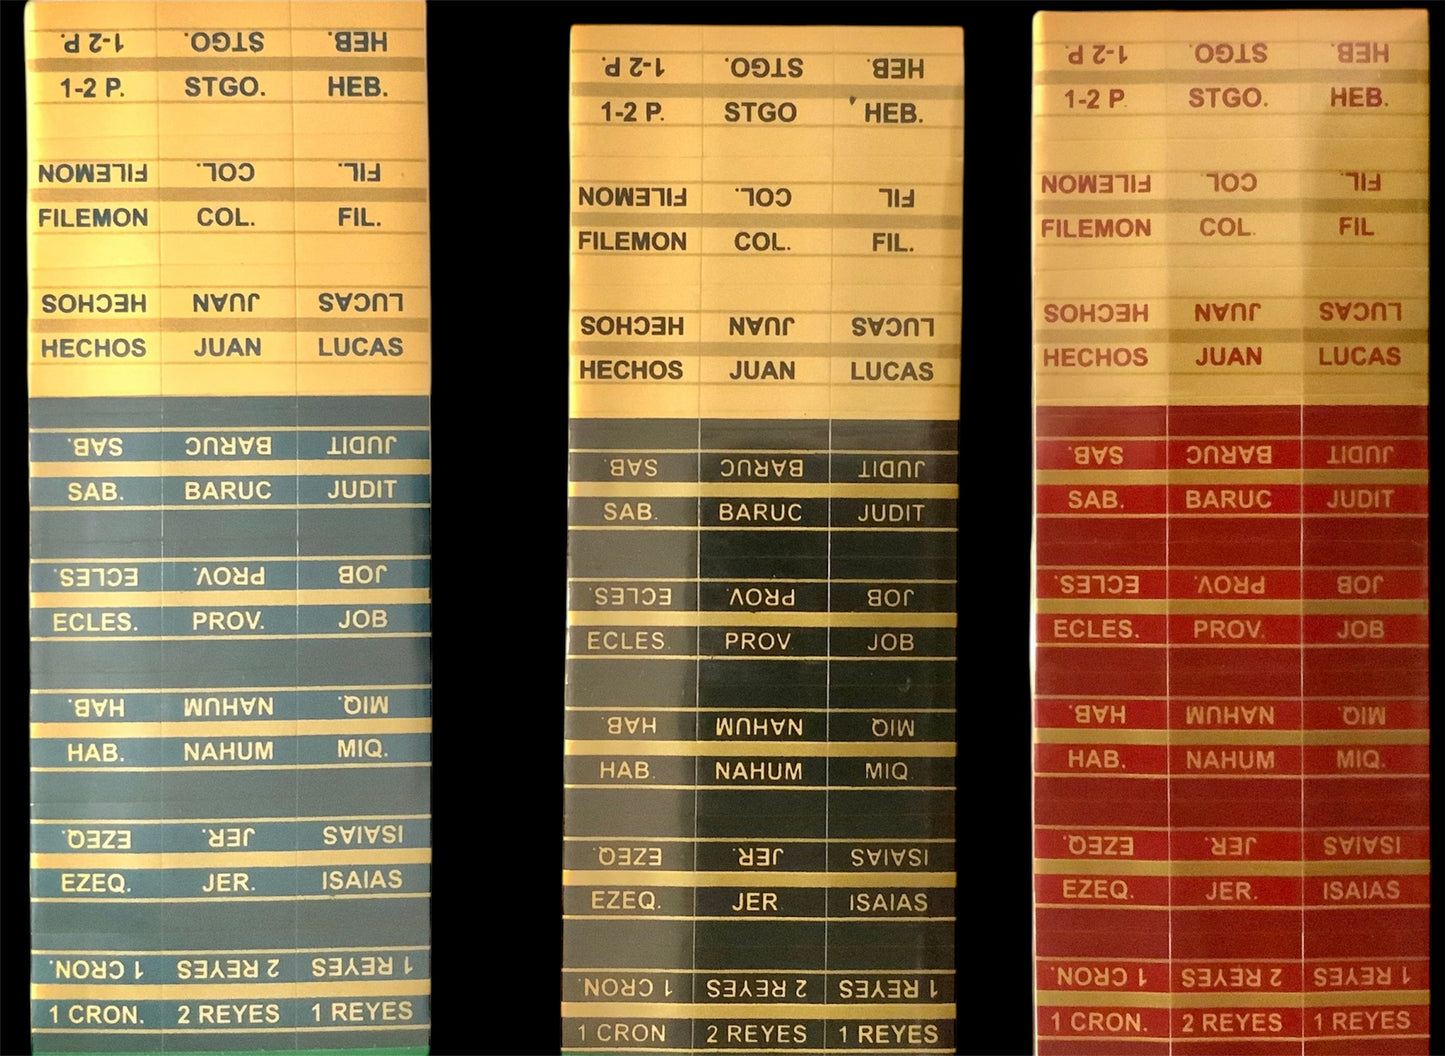 1-2 P. STGO. HEB.
1-2 P. STGO. HEB.
FILEMON COL. FIL.
FILEMON COL. FIL.
HECHOS JUAN LUCAS
HECHOS JUAN LUCAS
SAB. BARUC JUDIT
SAB. BARUC JUDIT
ECLES. PROV. JOB
ECLES. PROV. JOB
HAB. NAHUM MIQ.
HAB. NAHUM MIQ.
EZEQ. JER. ISAIAS
EZEQ. JER. ISAIAS
1 CRON. 2 REYES 1 REYES
1 CRON. 2 REYES 1 REYES
1-2 P. STGO. HEB.
1-2 P. STGO HEB.
FILEMON COL. FIL
FILEMON COL. FIL.
HECHOS JUAN LUCAS
HECHOS JUAN LUCAS
SAB. BARUC JUDIT
SAB. BARUC JUDIT
ECLES. PROV. JOB
ECLES. PROV JOB
HAB. NAHUM MIQ
HAB. NAHUM MIQ.
EZEQ. JER. ISAIAS
EZEQ. JER ISAIAS
1 CRON. 2 REYES 1 REYES
1 CRON 2 REYES 1 REYES
1-2 P. STGO. HEB.
1-2 P. STGO. HEB.
FILEMON COL. FIL.
FILEMON COL. FIL
HECHOS JUAN LUCAS
HECHOS JUAN LUCAS
SAB. BARUC JUDIT
SAB. BARUC JUDIT
ECLES. PROV. JOB
ECLES. PROV. JOB
HAB. NAHUM MIQ.
HAB. NAHUM MIQ.
EZEQ. JER. ISAIAS
EZEQ. JER. ISAIAS
1 CRON. 2 REYES 1 REYES
1 CRON. 2 REYES 1 REYES